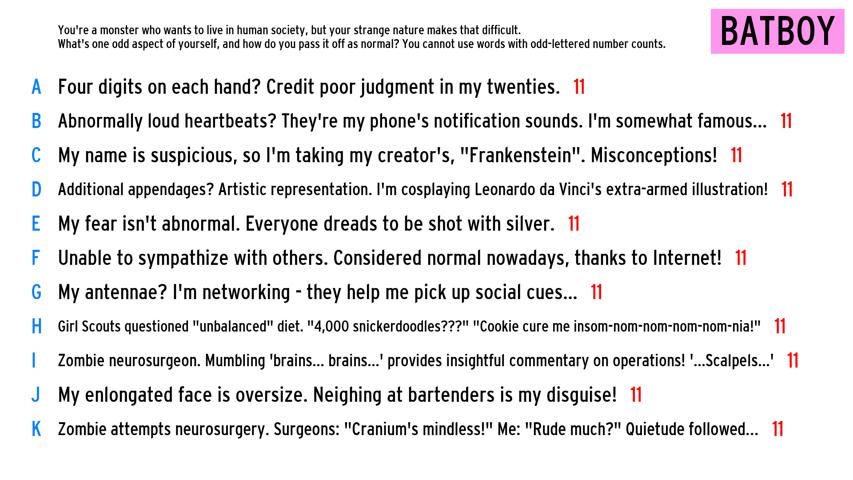 You're a monster who wants to live in human society, but your strange nature makes that difficult.
What's one odd aspect of yourself, and how do you pass it off as normal? You cannot use words with odd-lettered number counts.
BATBOY
A Four digits on each hand? Credit poor judgment in my twenties. 11
B Abnormally loud heartbeats? They're my phone's notification sounds. I'm somewhat famous... 11
C My name is suspicious, so I'm taking my creator's, "Frankenstein". Misconceptions! 11
D Additional appendages? Artistic representation. I'm cosplaying Leonardo da Vinci's extra-armed illustration! 11
E My fear isn't abnormal. Everyone dreads to be shot with silver. 11
F Unable to sympathize with others. Considered normal nowadays, thanks to Internet! 11
G My antennae? I'm networking - they help me pick up social cues... 11
H Girl Scouts questioned "unbalanced" diet. "4,000 snickerdoodles???" "Cookie cure me insom-nom-nom-nom-nom-nia!" 11
I Zombie neurosurgeon. Mumbling 'brains... brains...' provides insightful commentary on operations! '...Scalpels...' 11
J My enlongated face is oversize. Neighing at bartenders is my disguise! 11
K Zombie attempts neurosurgery. Surgeons: "Cranium's mindless!" Me: "Rude much?" Quietude followed... 11